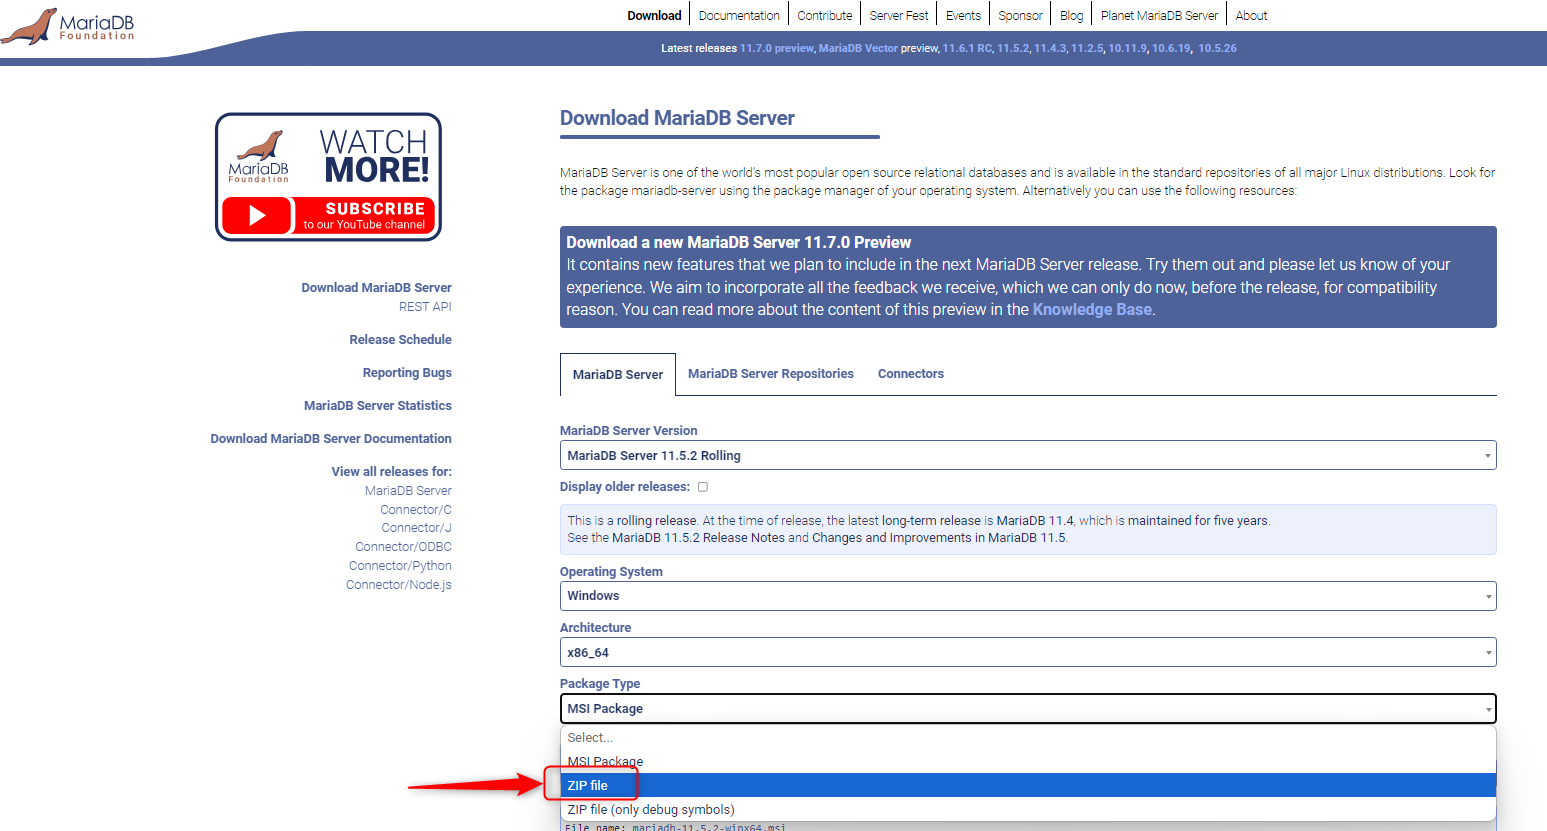 MariaDB
Foundation
Download
Documentation
Contribute
Server Fest
Events
Sponsor
Blog
Planet MariaDB Server
About
Latest releases 11.7.0 preview, MariaDB Vector preview, 11.6.1 RC, 11.5.2, 11.4.3, 11.2.5, 10.11.9, 10.6.19, 10.5.26
MariaDB
Foundation
WATCH
MORE!
SUBSCRIBE
to our YouTube channel
Download MariaDB Server
REST API
Release Schedule
Reporting Bugs
MariaDB Server Statistics
Download MariaDB Server Documentation
View all releases for:
MariaDB Server
Connector/C
Connector/J
Connector/ODBC
Connector/Python
Connector/Node.js
Download MariaDB Server
MariaDB Server is one of the world's most popular open source relational databases and is available in the standard repositories of all major Linux distributions. Look for
the package mariadb-server using the package manager of your operating system. Alternatively you can use the following resources:
Download a new MariaDB Server 11.7.0 Preview
It contains new features that we plan to include in the next MariaDB Server release. Try them out and please let us know of your
experience. We aim to incorporate all the feedback we receive, which we can only do now, before the release, for compatibility
reason. You can read more about the content of this preview in the Knowledge Base.
MariaDB Server
MariaDB Server Repositories
Connectors
MariaDB Server Version
MariaDB Server 11.5.2 Rolling
Display older releases:
This is a rolling release. At the time of release, the latest long-term release is MariaDB 11.4, which is maintained for five years.
See the MariaDB 11.5.2 Release Notes and Changes and Improvements in MariaDB 11.5.
Operating System
Windows
Architecture
x86_64
Package Type
MSI Package
Select...
MSI Package
ZIP file
ZIP file (only debug symbols)
File name: mariadb-11.5.2-winx64.msi